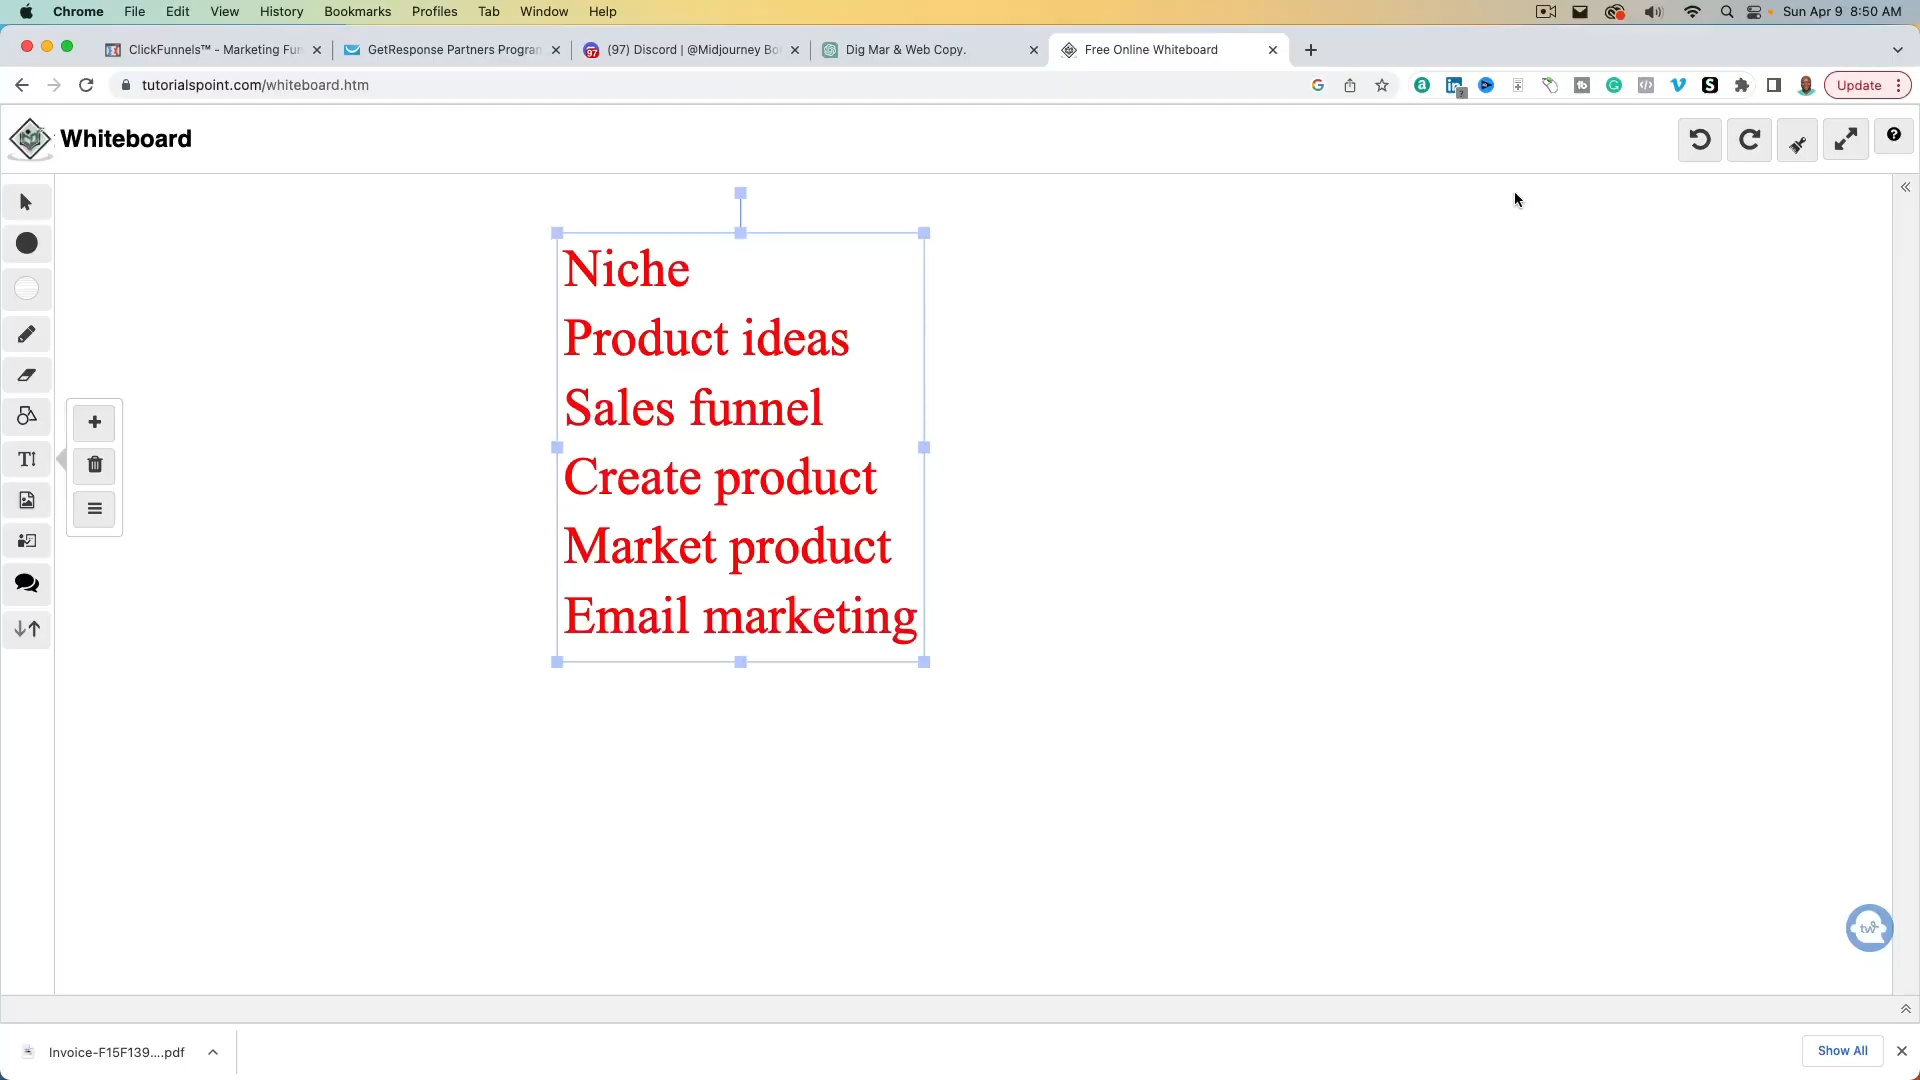 Chrome File Edit View History Bookmarks Profiles Tab Window Help Sun Apr 9 8:50 AM
ClickFunnels™ - Marketing Fun GetResponse Partners Program (97) Discord | @Midjourney Bo Dig Mar & Web Copy. Free Online Whiteboard
tutorialspoint.com/whiteboard.htm Update
Whiteboard
Niche
Product ideas
Sales funnel
Create product
Market product
Email marketing
Invoice-F15F139....pdf Show All